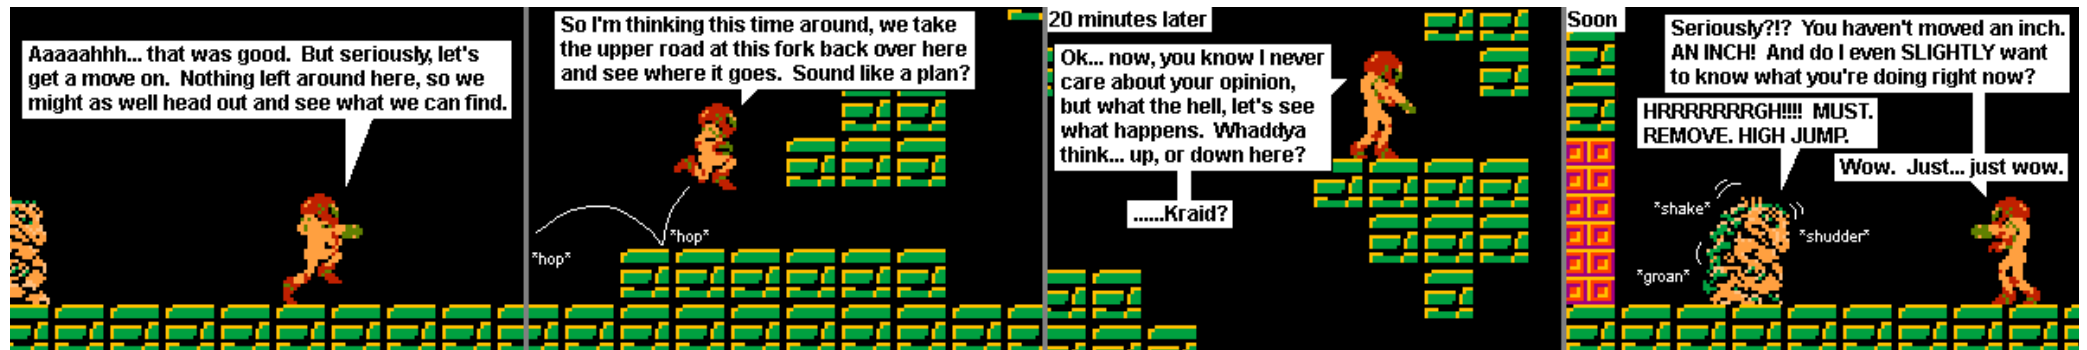 Aaaaahhh... that was good.  But seriously, let's
get a move on.  Nothing left around here, so we
might as well head out and see what we can find.
So I'm thinking this time around, we take
the upper road at this fork back over here
and see where it goes.  Sound like a plan?
*hop*
*hop*
20 minutes later
Ok... now, you know I never
care about your opinion,
but what the hell, let's see
what happens.  Whaddya
think... up, or down here?
......Kraid?
Soon
Seriously?!?  You haven't moved an inch.
AN INCH!  And do I even SLIGHTLY want
to know what you're doing right now?
HRRRRRRRGH!!!!  MUST.
REMOVE. HIGH JUMP.
Wow.  Just... just wow.
*shake*
*shudder*
*groan*